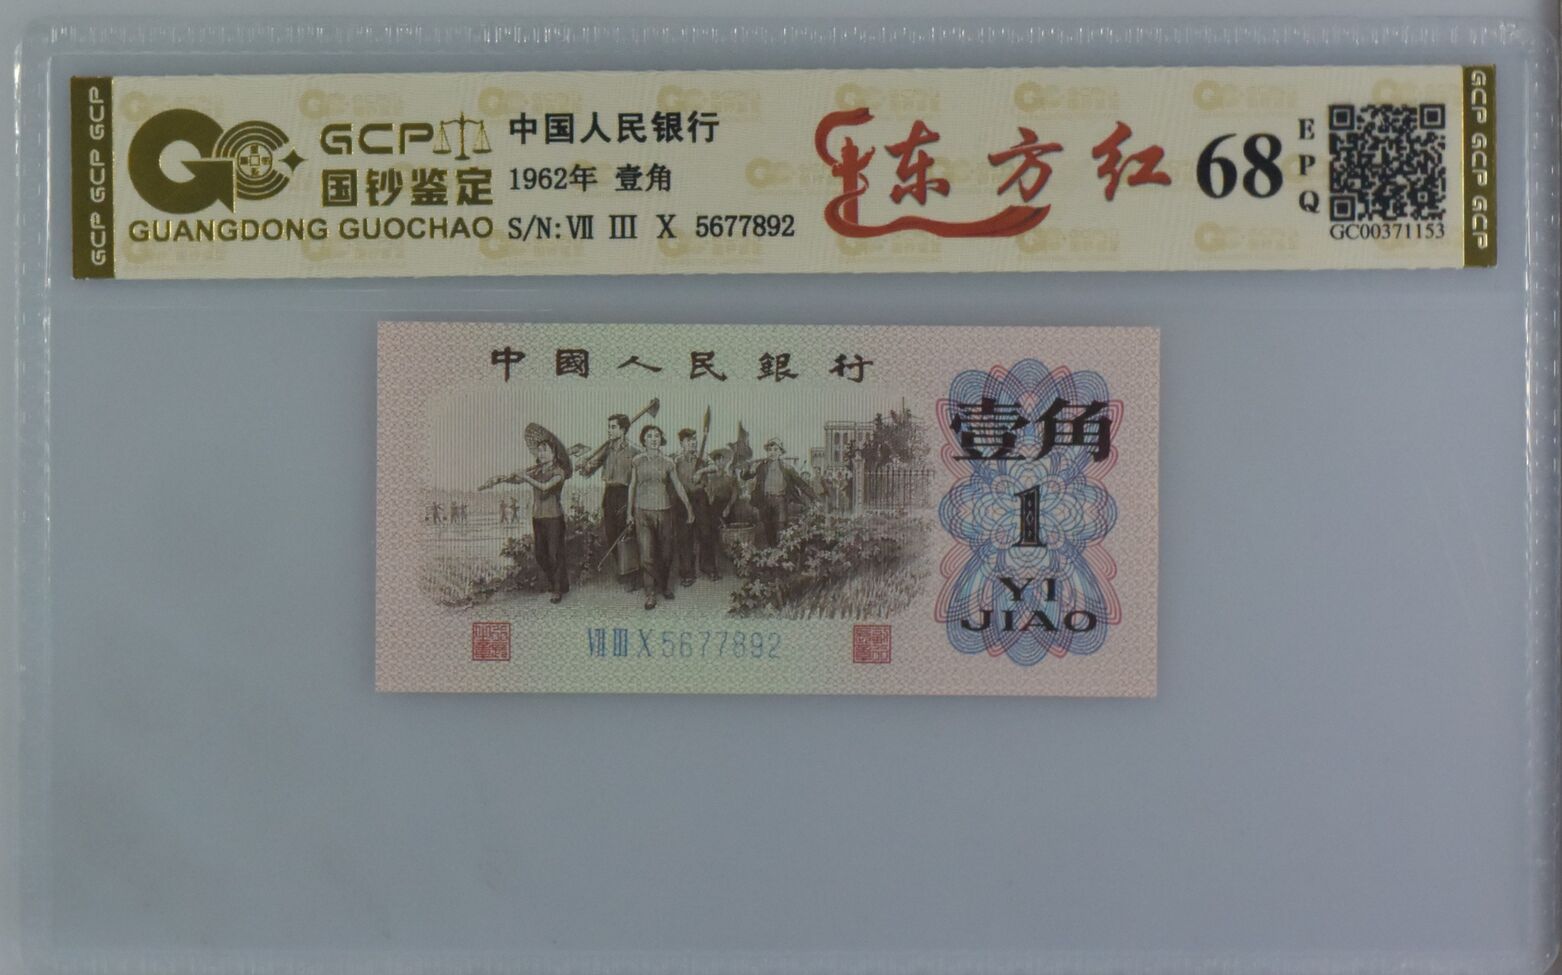 GCP GCP GCP
GCP
国钞鉴定
GUANGDONG GUOCHAO
中国人民银行
1962年 壹角
S/N: Ⅶ Ⅲ Ⅹ 5677892
东方红
68
EPQ
GC00371153
GCP GCP GCP
中國人民銀行
壹角
1
YI
JIAO
Ⅶ Ⅲ Ⅹ 5677892